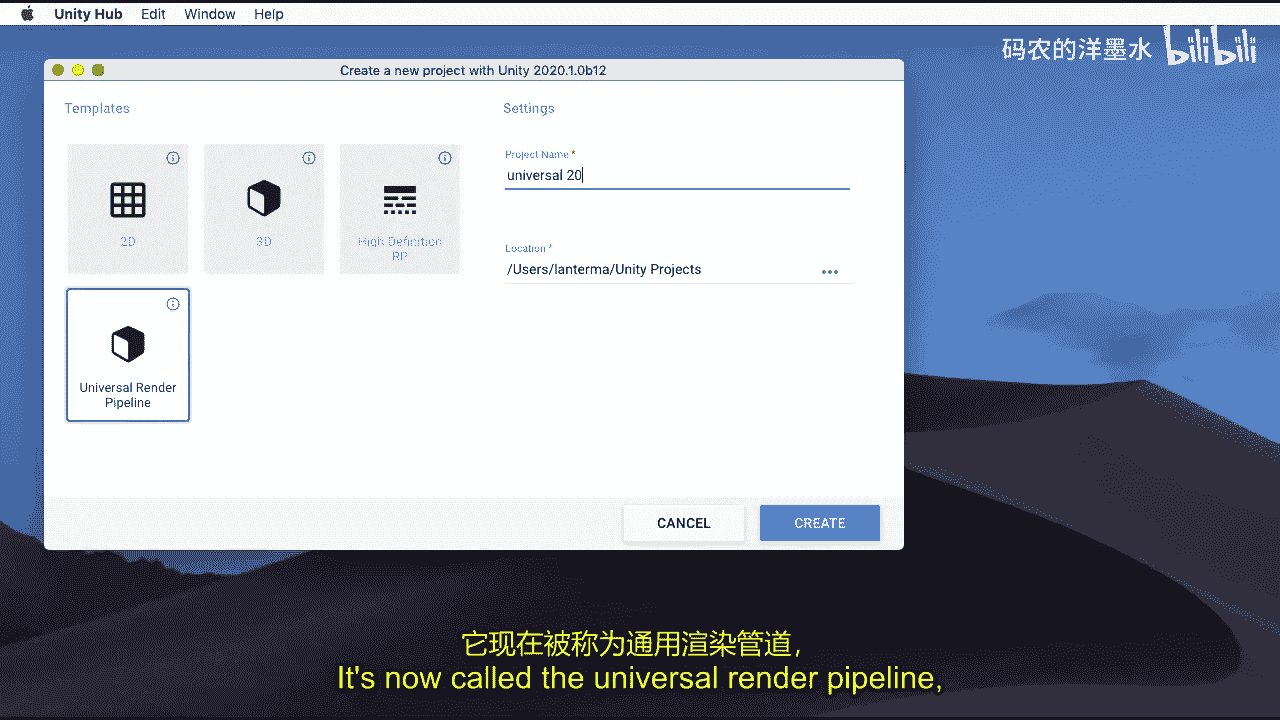 Unity Hub Edit Window Help
码农的洋墨水 bilibili
Create a new project with Unity 2020.1.0b12
Templates
Settings
Project Name *
universal 20
2D
3D
High Definition
RP
Location *
/Users/lanterma/Unity Projects
Universal Render
Pipeline
CANCEL
CREATE
它现在被称为通用渲染管道，
It's now called the universal render pipeline,